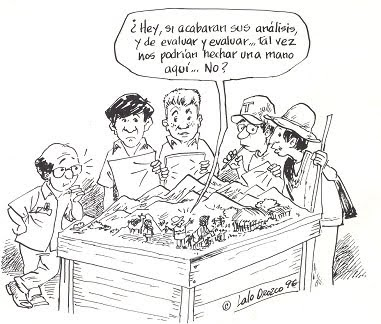 ¿Hey, si acabaran sus análisis,
y de evaluar y evaluar... tal vez
nos podrían hechar una mano
aquí... No?
T
© Lalo Orozco 96